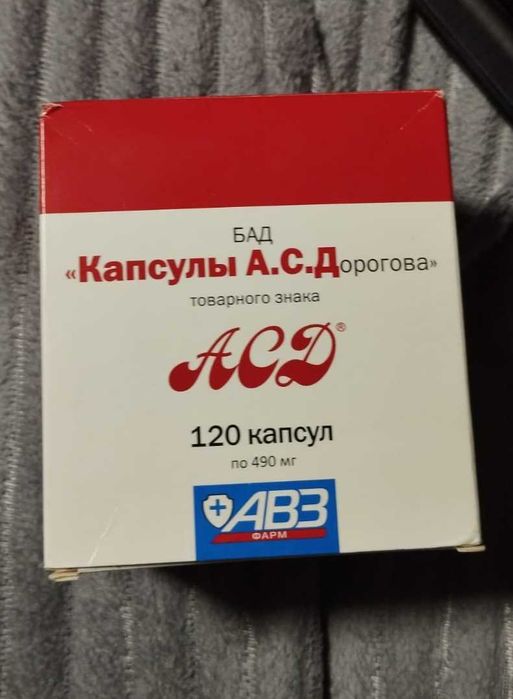 БАД
«Капсулы А.С.Дорогова»
товарного знака
АСД®
120 капсул
по 490 мг
АВЗ
ФАРМ